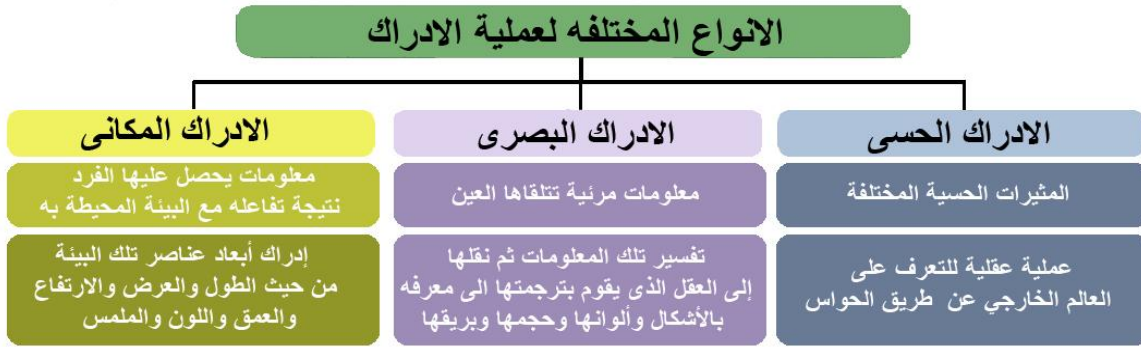 الانواع المختلفه لعملية الادراك
الادراك الحسى
المثيرات الحسية المختلفة
عملية عقلية للتعرف على
العالم الخارجي عن طريق الحواس
الادراك البصرى
معلومات مرئية تتلقاها العين
تفسير تلك المعلومات ثم نقلها
إلى العقل الذى يقوم بترجمتها الى معرفه
بالأشكال وألوانها وحجمها وبريقها
الادراك المكانى
معلومات يحصل عليها الفرد
نتيجة تفاعله مع البيئة المحيطة به
إدراك أبعاد عناصر تلك البيئة
من حيث الطول والعرض والارتفاع
والعمق واللون والملمس